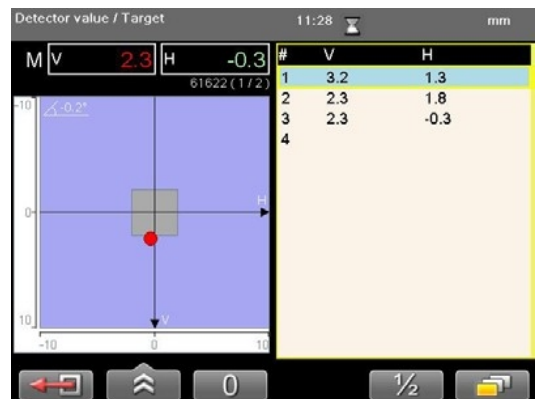 Detector value / Target 11:28 mm
M V 2.3 H -0.3
61622 ( 1 / 2 )
-10
∠-0.2°
0
H
10
V
-10 0 10
# V H
1 3.2 1.3
2 2.3 1.8
3 2.3 -0.3
4
0 ½